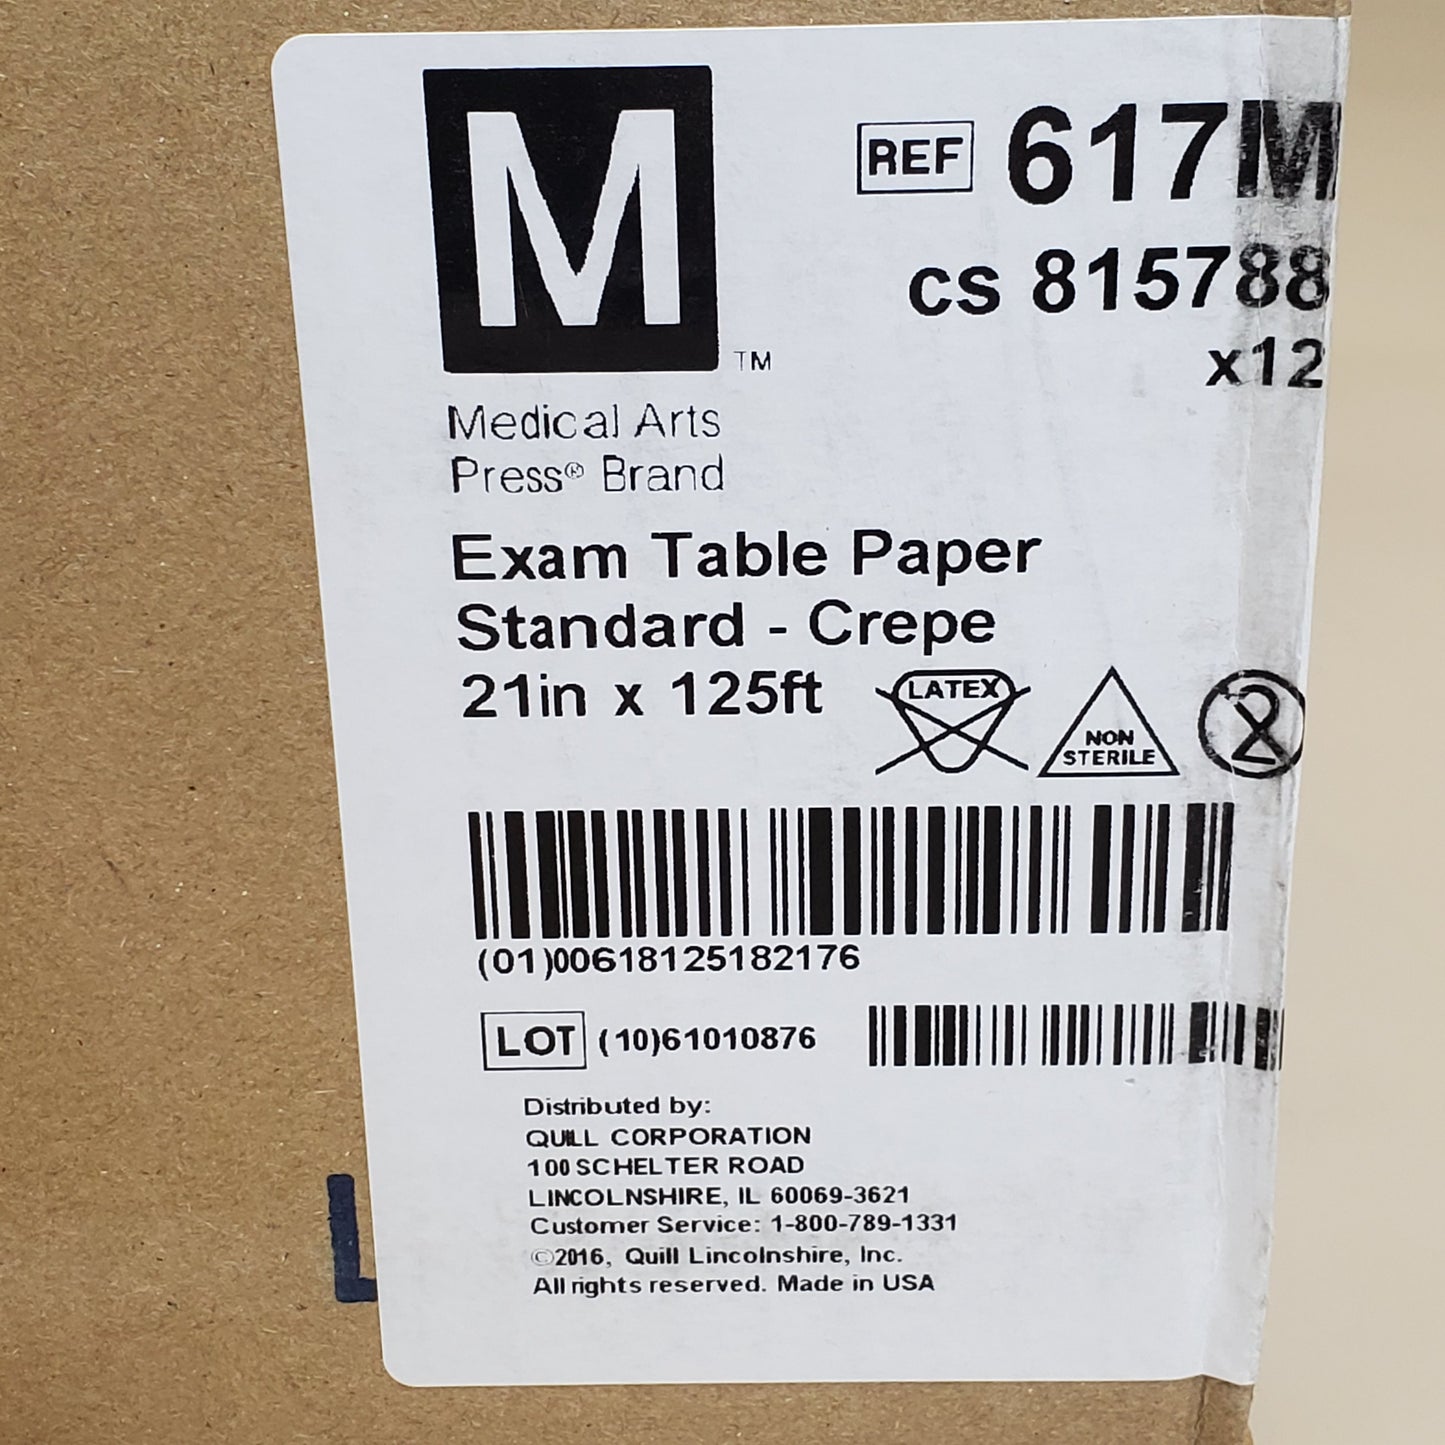 M
™
Medical Arts
Press® Brand
REF 617M
CS 815788
x12
Exam Table Paper
Standard - Crepe
21in x 125ft
LATEX
NON
STERILE
2
(01)00618125182176
LOT (10)61010876
Distributed by:
QUILL CORPORATION
100 SCHELTER ROAD
LINCOLNSHIRE, IL 60069-3621
Customer Service: 1-800-789-1331
©2016, Quill Lincolnshire, Inc.
All rights reserved. Made in USA
L